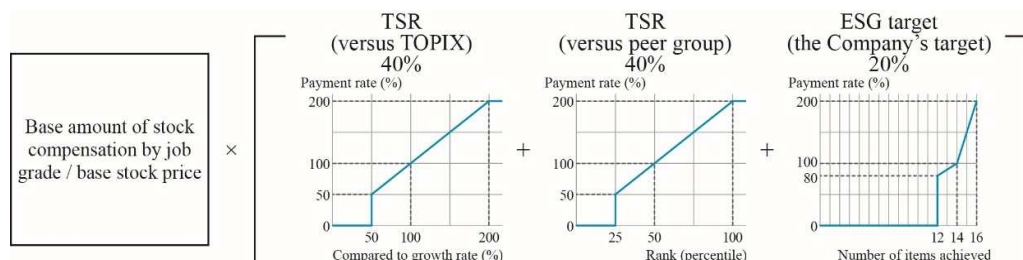 Base amount of stock
compensation by job
grade / base stock price
×
TSR
(versus TOPIX)
40%
Payment rate (%)
200
100
50
0
50 100 200
Compared to growth rate (%)
+
TSR
(versus peer group)
40%
Payment rate (%)
200
100
50
0
25 50 100
Rank (percentile)
+
ESG target
(the Company's target)
20%
Payment rate (%)
200
100
80
0
12 14 16
Number of items achieved